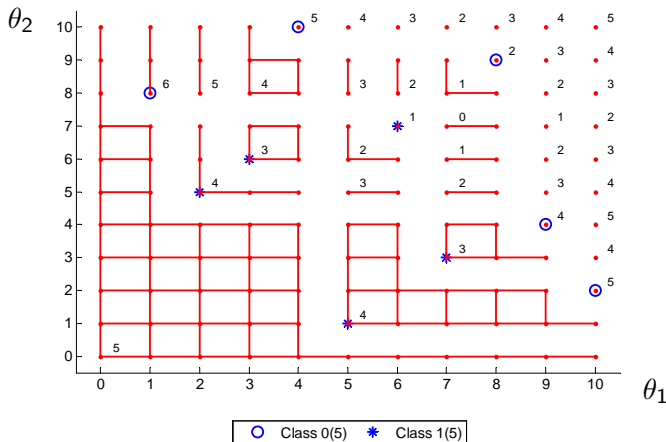 θ₂
10 5 4 3 2 3 4 5
9 2 3 4
8 6 5 4 3 2 1 2 3
7 1 0 1 2
6 3 2 1 2 3
5 4 3 2 3 4
4 4 5
3 3 4
2 5
1 4
0 5
0 1 2 3 4 5 6 7 8 9 10
θ₁
Class 0(5) Class 1(5)